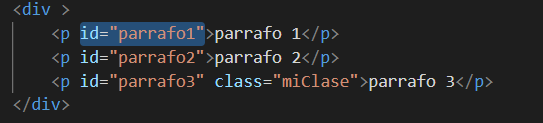 <div >
<p id="parrafo1">parrafo 1</p>
<p id="parrafo2">parrafo 2</p>
<p id="parrafo3" class="miClase">parrafo 3</p>
</div>